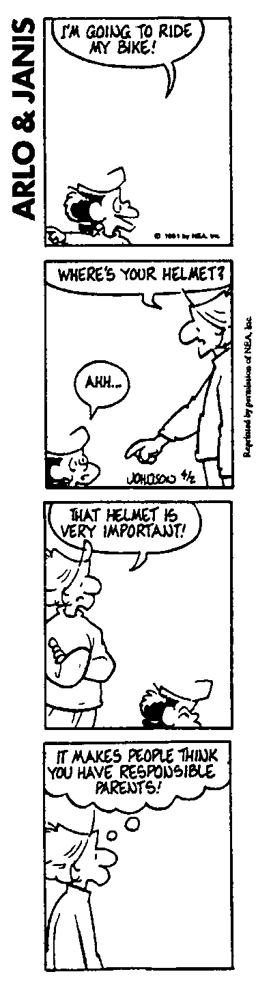 ARLO & JANIS
I'M GOING TO RIDE
MY BIKE!
© 1991 by NEA, Inc.
WHERE'S YOUR HELMET?
AHH...
JOHNSON 4/2
Reprinted by permission of NEA, Inc.
THAT HELMET IS
VERY IMPORTANT!
IT MAKES PEOPLE THINK
YOU HAVE RESPONSIBLE
PARENTS!